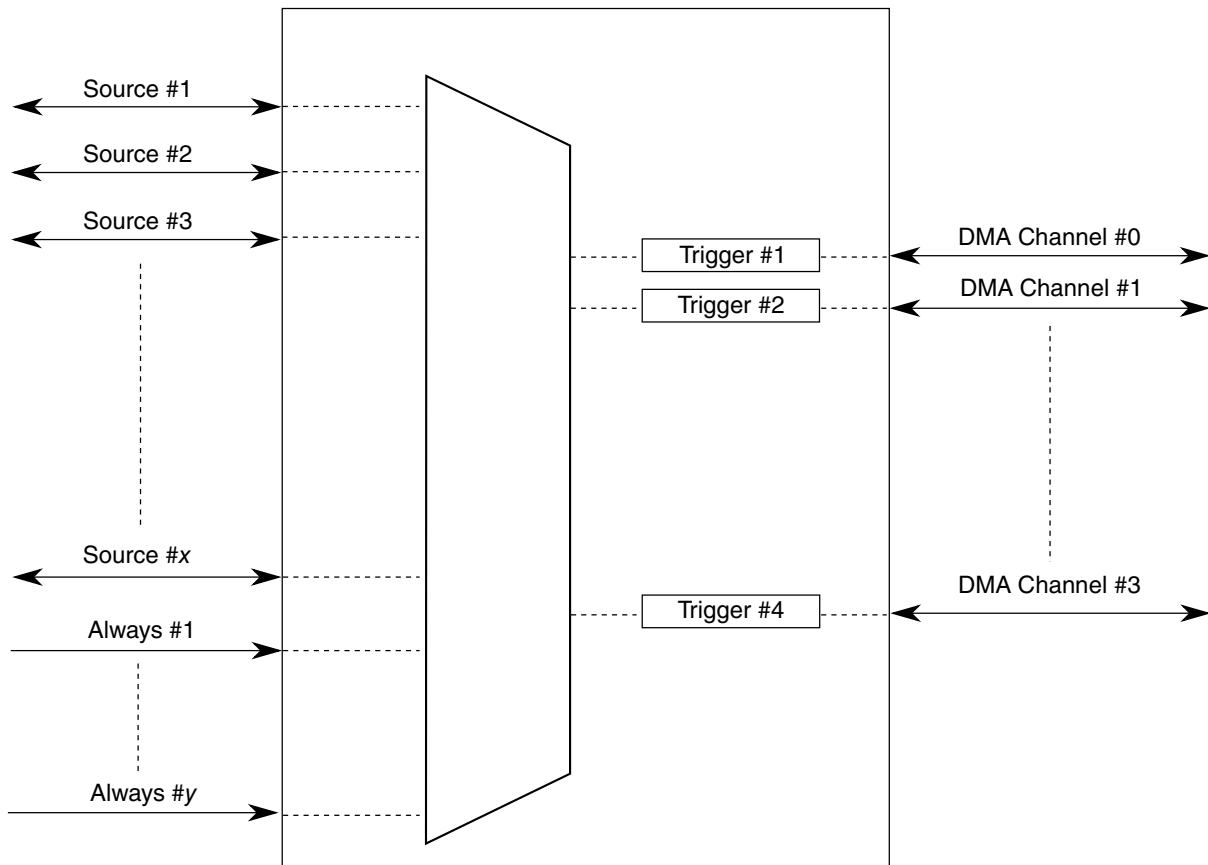 Source #1
Source #2
Source #3
Source #x
Always #1
Always #y
Trigger #1
Trigger #2
Trigger #4
DMA Channel #0
DMA Channel #1
DMA Channel #3